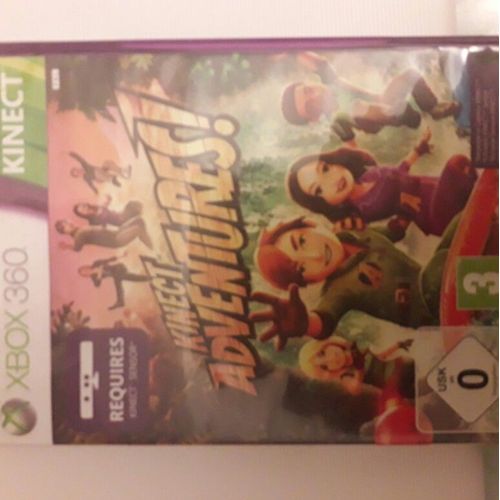 XBOX 360
KINECT
REQUIRES
KINECT SENSOR
KINECT
ADVENTURES!
3
USK
0